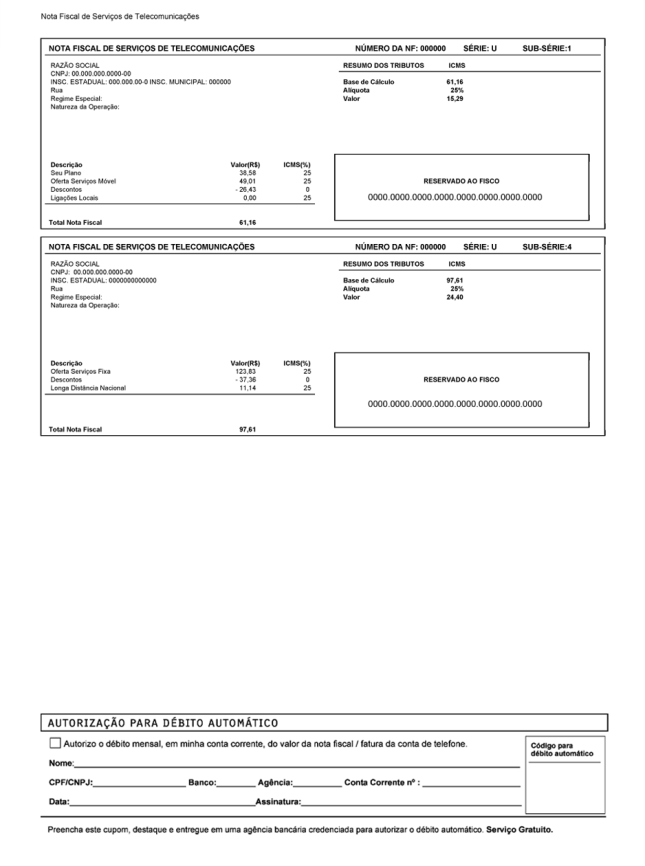 Nota Fiscal de Serviços de Telecomunicações
NOTA FISCAL DE SERVIÇOS DE TELECOMUNICAÇÕES NÚMERO DA NF: 000000 SÉRIE: U SUB-SÉRIE:1
RAZÃO SOCIAL RESUMO DOS TRIBUTOS ICMS
CNPJ: 00.000.000.0000-00
INSC. ESTADUAL: 000.000.00-0 INSC. MUNICIPAL: 000000 Base de Cálculo 61,16
Rua Alíquota 25%
Regime Especial: Valor 15,29
Natureza da Operação:
Descrição Valor(R$) ICMS(%)
Seu Plano 38,58 25
Oferta Serviços Móvel 49,01 25 RESERVADO AO FISCO
Descontos - 26,43 0
Ligações Locais 0,00 25 0000.0000.0000.0000.0000.0000.0000.0000
Total Nota Fiscal 61,16
NOTA FISCAL DE SERVIÇOS DE TELECOMUNICAÇÕES NÚMERO DA NF: 000000 SÉRIE: U SUB-SÉRIE:4
RAZÃO SOCIAL RESUMO DOS TRIBUTOS ICMS
CNPJ: 00.000.000.0000-00
INSC. ESTADUAL: 0000000000000 Base de Cálculo 97,61
Rua Alíquota 25%
Regime Especial: Valor 24,40
Natureza da Operação:
Descrição Valor(R$) ICMS(%)
Oferta Serviços Fixa 123,83 25
Descontos - 37,36 0 RESERVADO AO FISCO
Longa Distância Nacional 11,14 25
0000.0000.0000.0000.0000.0000.0000.0000
Total Nota Fiscal 97,61
AUTORIZAÇÃO PARA DÉBITO AUTOMÁTICO
Autorizo o débito mensal, em minha conta corrente, do valor da nota fiscal / fatura da conta de telefone.
Código para
débito automático
Nome:
CPF/CNPJ: Banco: Agência: Conta Corrente nº :
Data: Assinatura:
Preencha este cupom, destaque e entregue em uma agência bancária credenciada para autorizar o débito automático. Serviço Gratuito.